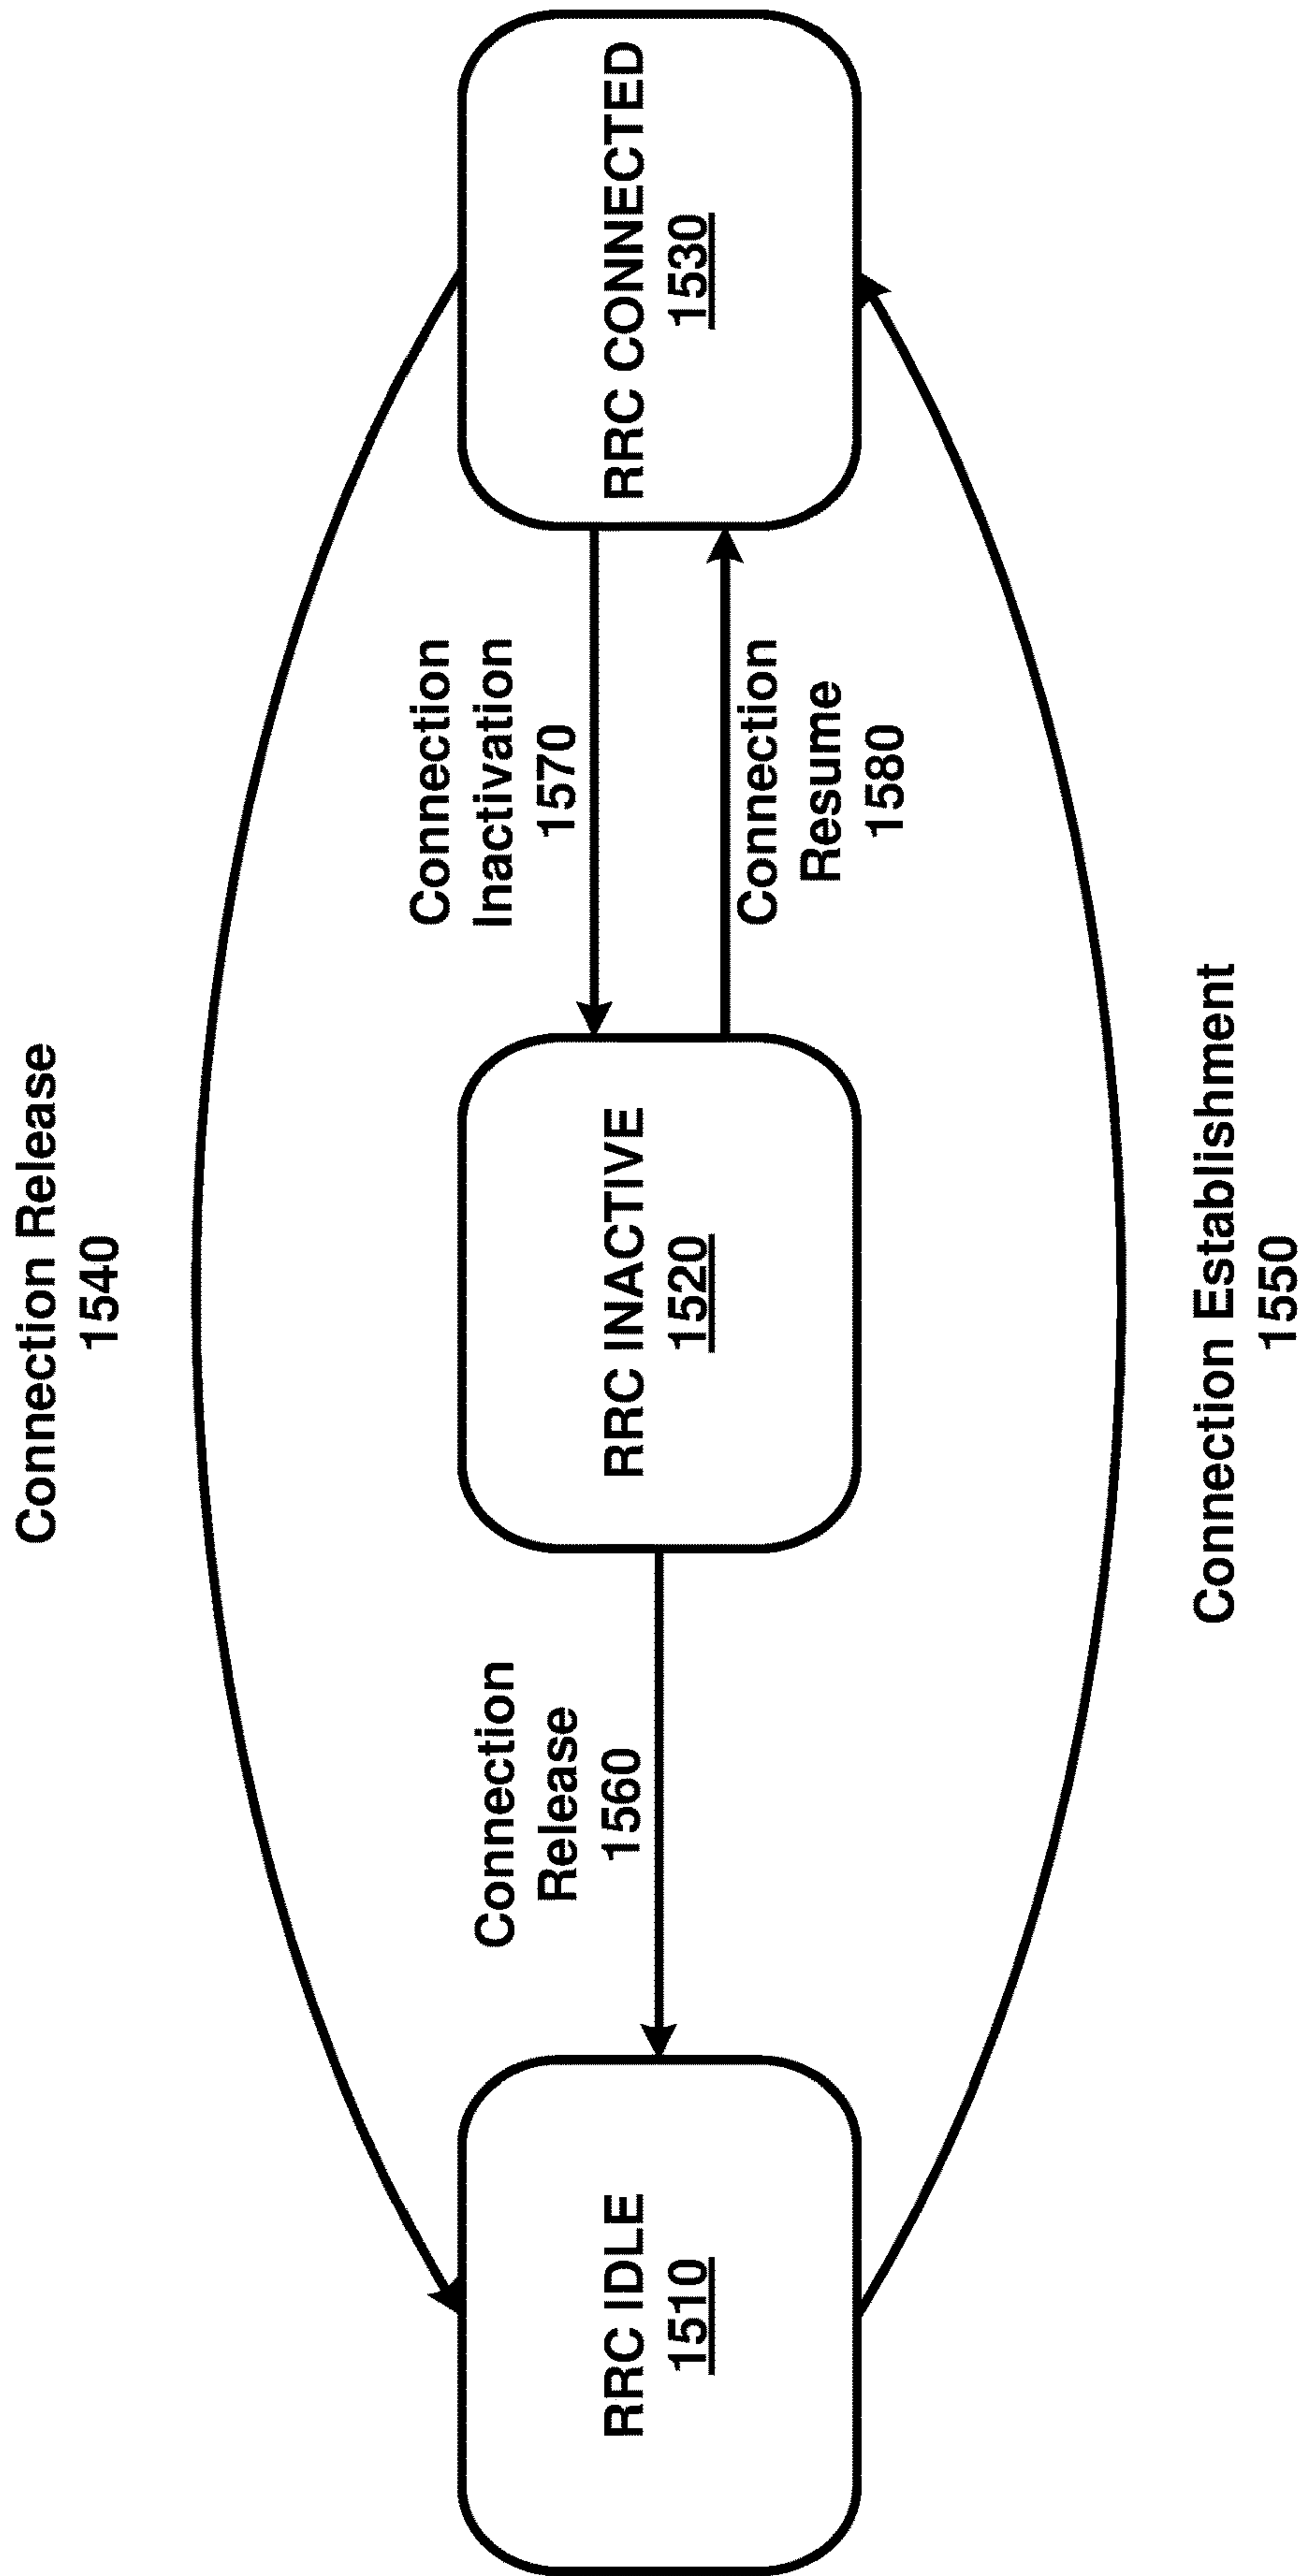 Connection Release
1540
RRC IDLE
1510
Connection
Release
1560
RRC INACTIVE
1520
Connection
Inactivation
1570
Connection
Resume
1580
RRC CONNECTED
1530
Connection Establishment
1550